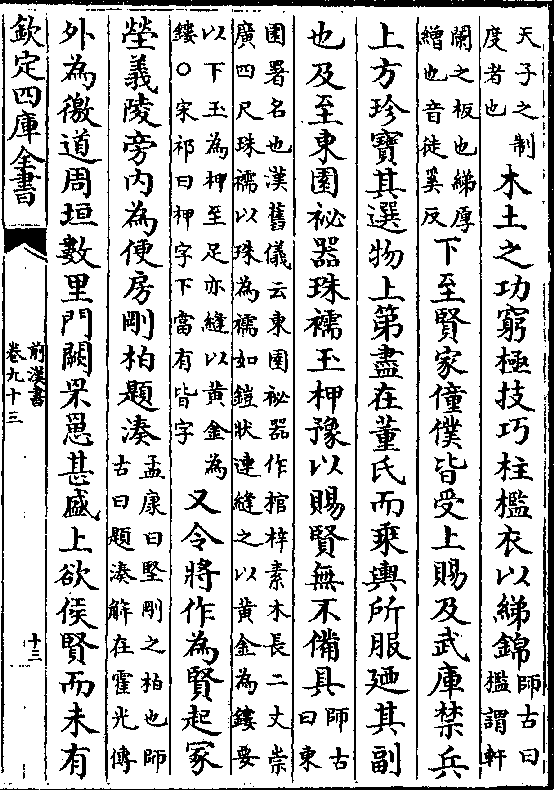 天子之制
度者也
木土之功窮極技巧柱檻衣以綈錦
師古曰
檻謂軒
闌之板也綈厚
繒也音徒奚反
下至賢家僮僕皆受上賜及武庫禁兵
上方珍寶其選物上第盡在董氏而乘輿所服廼其副
也及至東園祕器珠襦玉柙豫以賜賢無不備具
師古
曰東
園署名也漢舊儀云東園祕器作棺梓素木長二丈崇
廣四尺珠襦以珠為襦如鎧狀連縫之以黃金為鏤要
以下玉為柙至足亦縫以黃金為
鏤○宋祁曰柙字下當有皆字
又令將作為賢起冢
塋義陵旁内為便房剛柏題湊
孟康曰堅剛之柏也師
古曰題湊解在霍光傳
外為徼道周垣數里門闕罘罳甚盛上欲侯賢而未有
欽定四庫全書
前漢書
卷九十三
十三